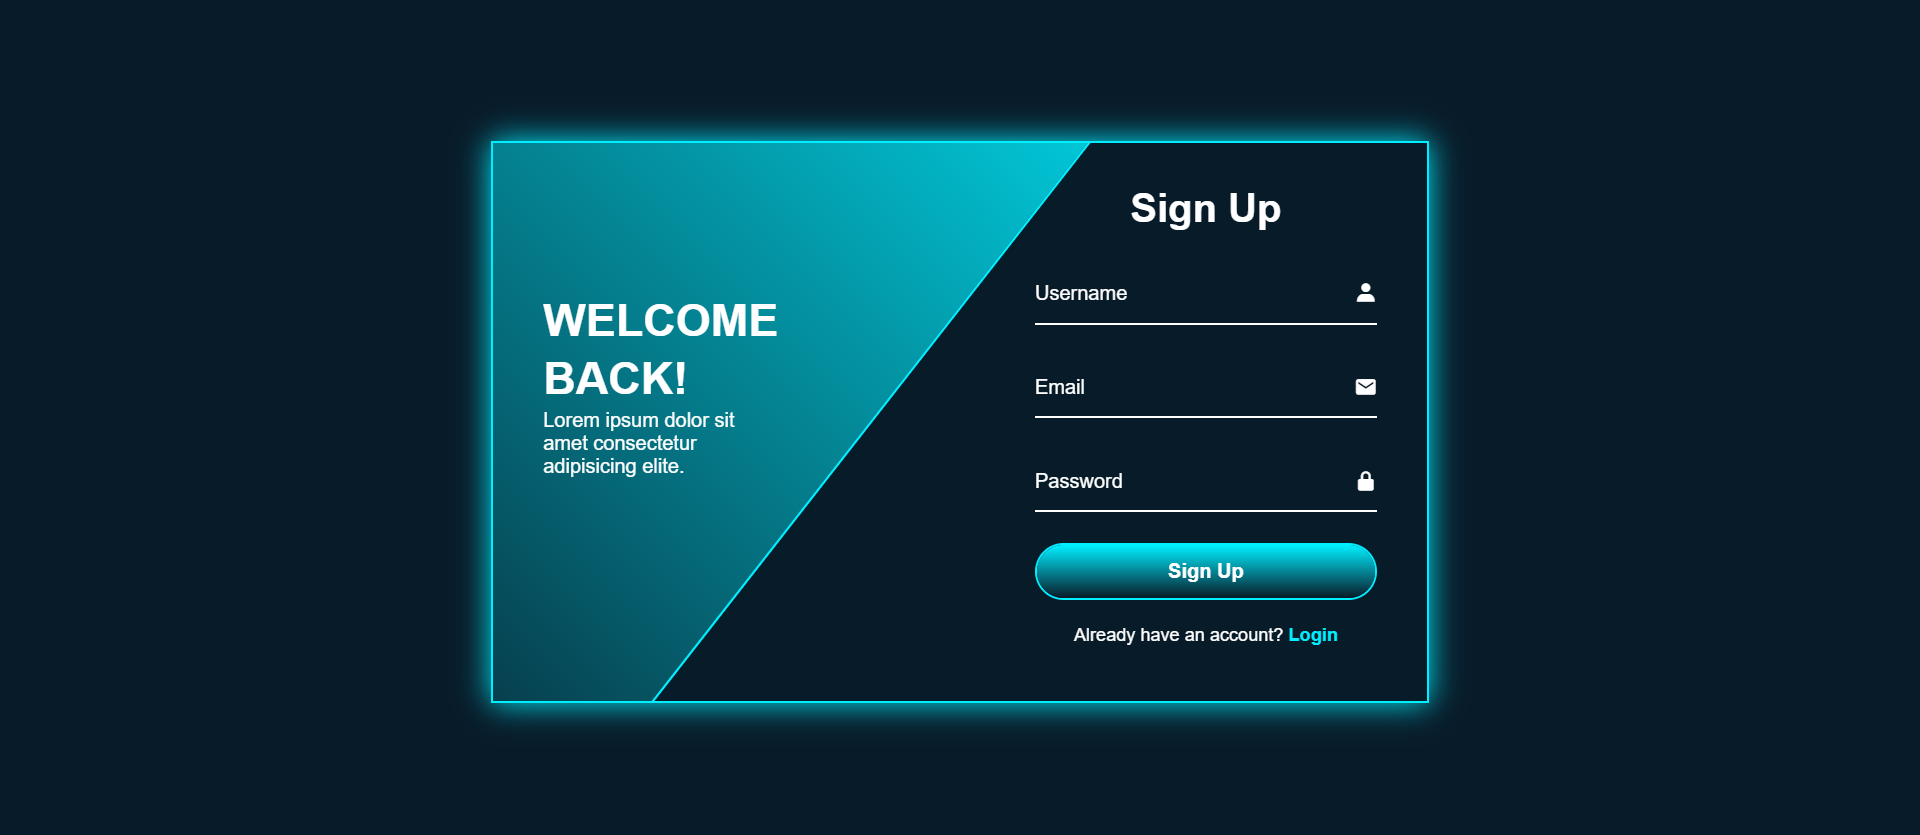 WELCOME
BACK!
Lorem ipsum dolor sit
amet consectetur
adipisicing elite.
Sign Up
Username
Email
Password
Sign Up
Already have an account? Login